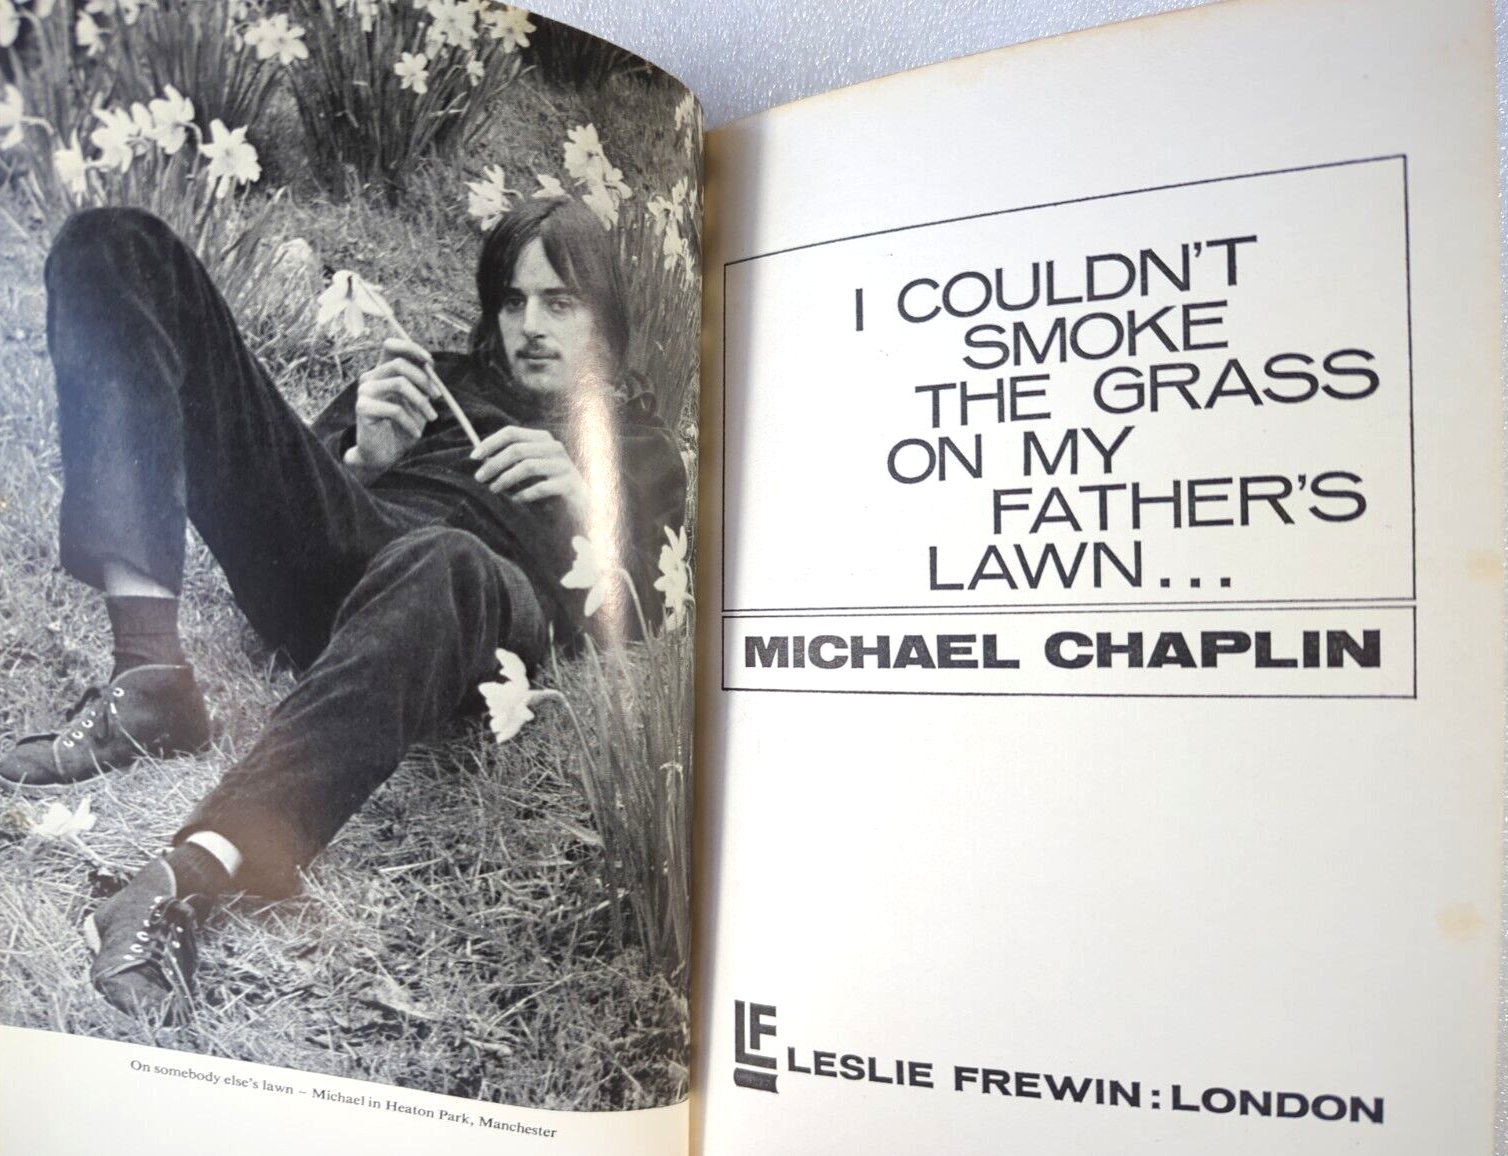 On somebody else's lawn – Michael in Heaton Park, Manchester
I COULDN'T
SMOKE
THE GRASS
ON MY
FATHER'S
LAWN...
MICHAEL CHAPLIN
LF
LESLIE FREWIN : LONDON